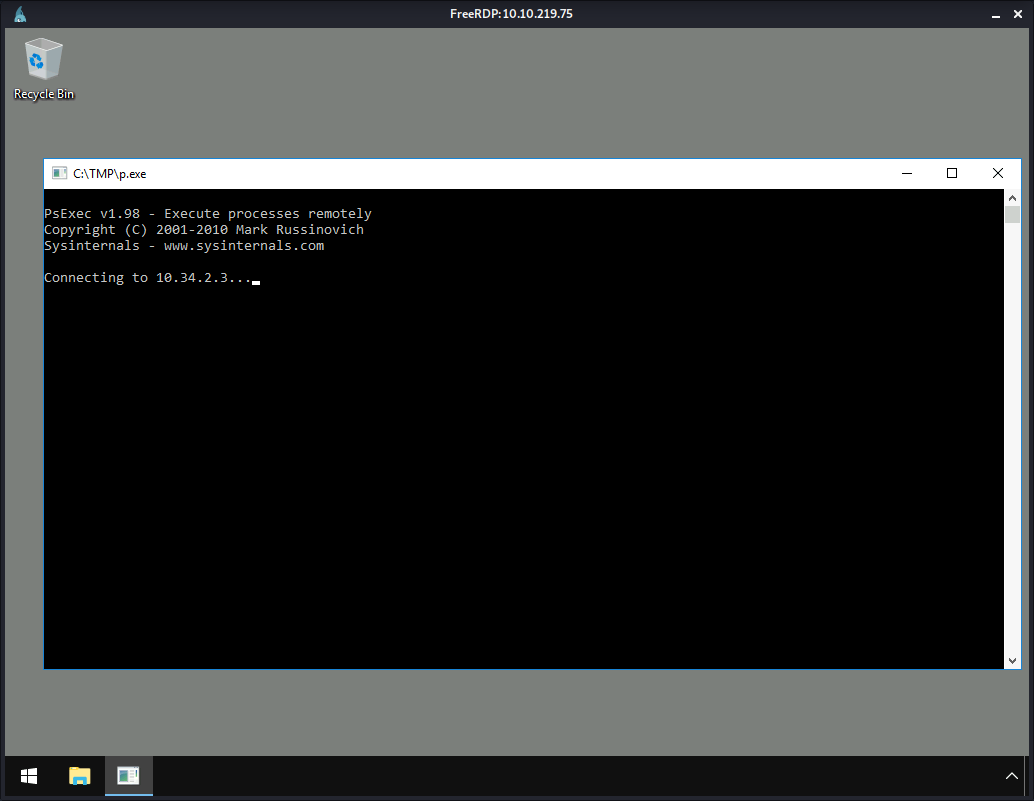 FreeRDP: 10.10.219.75
Recycle Bin
C:\TMP\p.exe
PsExec v1.98 - Execute processes remotely
Copyright (C) 2001-2010 Mark Russinovich
Sysinternals - www.sysinternals.com
Connecting to 10.34.2.3...